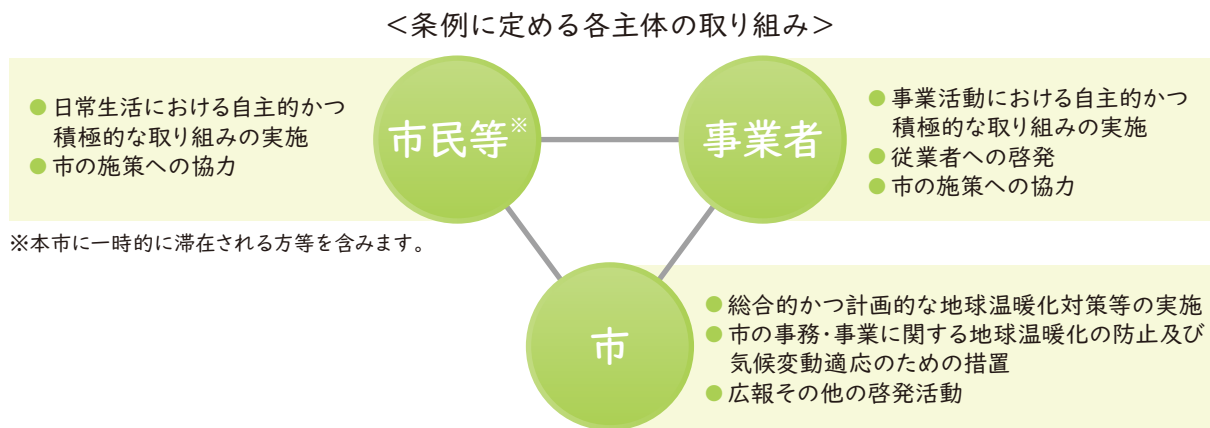 ＜条例に定める各主体の取り組み＞
●日常生活における自主的かつ
積極的な取り組みの実施
●市の施策への協力
市民等※
事業者
●事業活動における自主的かつ
積極的な取り組みの実施
●従業者への啓発
●市の施策への協力
※本市に一時的に滞在される方等を含みます。
市
●総合的かつ計画的な地球温暖化対策等の実施
●市の事務・事業に関する地球温暖化の防止及び
気候変動適応のための措置
●広報その他の啓発活動